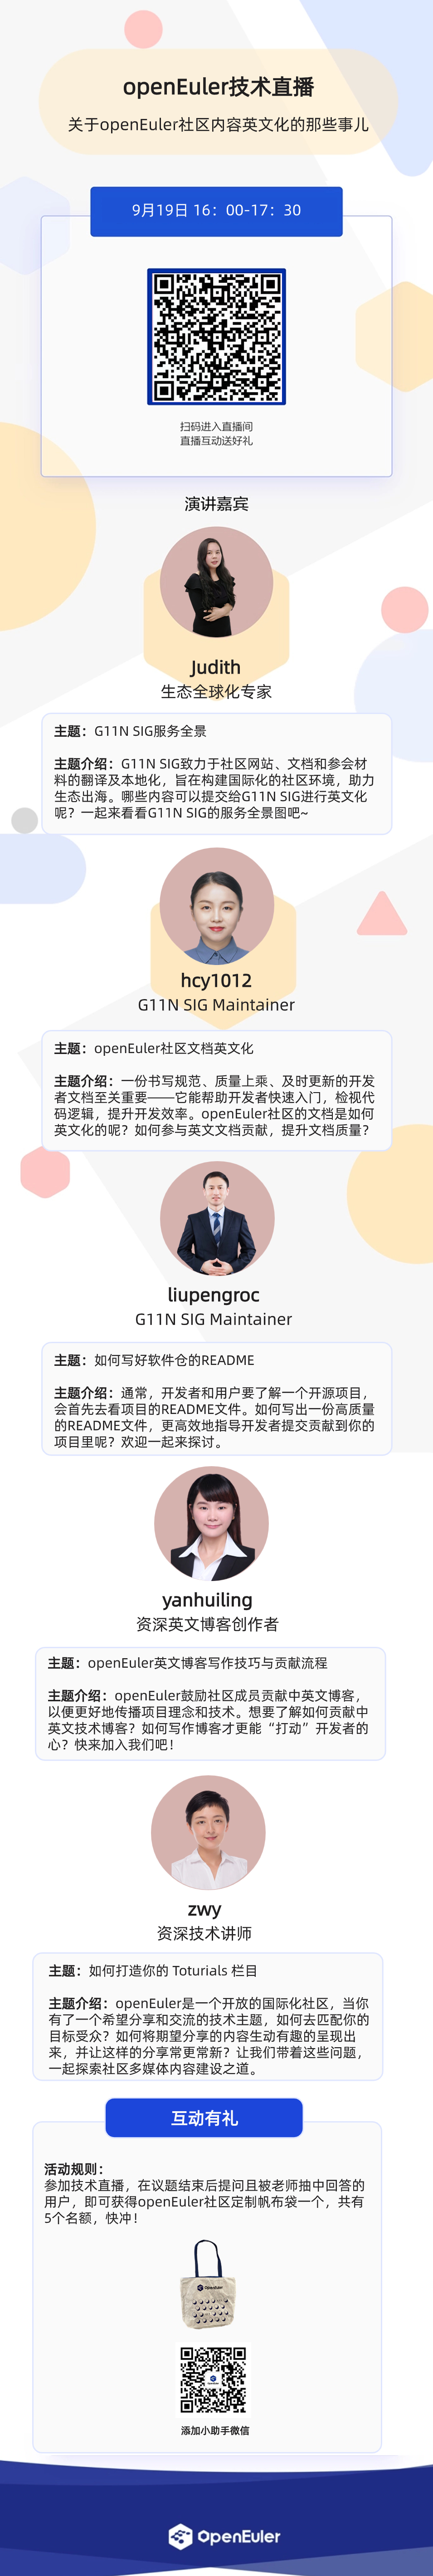 openEuler技术直播
关于openEuler社区内容英文化的那些事儿
9月19日 16：00-17：30
扫码进入直播间
直播互动送好礼
演讲嘉宾
Judith
生态全球化专家
主题：G11N SIG服务全景
主题介绍：G11N SIG致力于社区网站、文档和参会材
料的翻译及本地化，旨在构建国际化的社区环境，助力
生态出海。哪些内容可以提交给G11N SIG进行英文化
呢？一起来看看G11N SIG的服务全景图吧~
hcy1012
G11N SIG Maintainer
主题：openEuler社区文档英文化
主题介绍：一份书写规范、质量上乘、及时更新的开发
者文档至关重要——它能帮助开发者快速入门，检视代
码逻辑，提升开发效率。openEuler社区的文档是如何
英文化的呢？如何参与英文文档贡献，提升文档质量？
liupengroc
G11N SIG Maintainer
主题：如何写好软件仓的README
主题介绍：通常，开发者和用户要了解一个开源项目，
会首先去看项目的README文件。如何写出一份高质量
的README文件，更高效地指导开发者提交贡献到你的
项目里呢？欢迎一起来探讨。
yanhuiling
资深英文博客创作者
主题：openEuler英文博客写作技巧与贡献流程
主题介绍：openEuler鼓励社区成员贡献中英文博客，
以便更好地传播项目理念和技术。想要了解如何贡献中
英文技术博客？如何写作博客才更能“打动”开发者的
心？快来加入我们吧！
zwy
资深技术讲师
主题：如何打造你的 Toturials 栏目
主题介绍：openEuler是一个开放的国际化社区，当你
有了一个希望分享和交流的技术主题，如何去匹配你的
目标受众？如何将期望分享的内容生动有趣的呈现出
来，并让这样的分享常更常新？让我们带着这些问题，
一起探索社区多媒体内容建设之道。
互动有礼
活动规则：
参加技术直播，在议题结束后提问且被老师抽中回答的
用户，即可获得openEuler社区定制帆布袋一个，共有
5个名额，快冲！
OpenEuler
添加小助手微信
OpenEuler